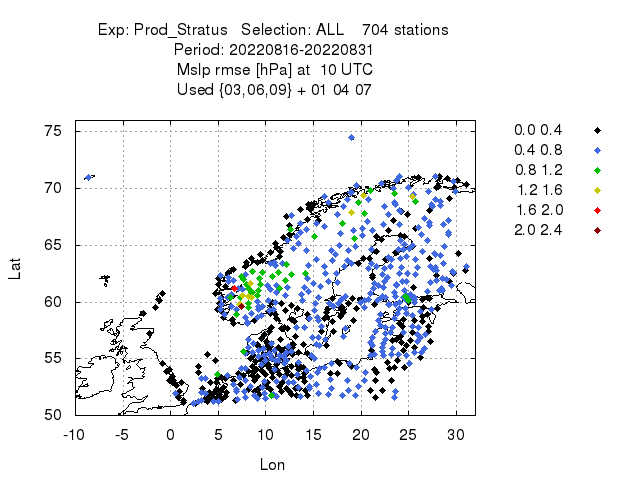 Exp: Prod_Stratus   Selection: ALL    704 stations
Period: 20220816-20220831
Mslp rmse [hPa] at  10 UTC
Used {03,06,09} + 01 04 07
0.0 0.4
0.4 0.8
0.8 1.2
1.2 1.6
1.6 2.0
2.0 2.4
75
70
65
60
55
50
Lat
-10 -5 0 5 10 15 20 25 30
Lon